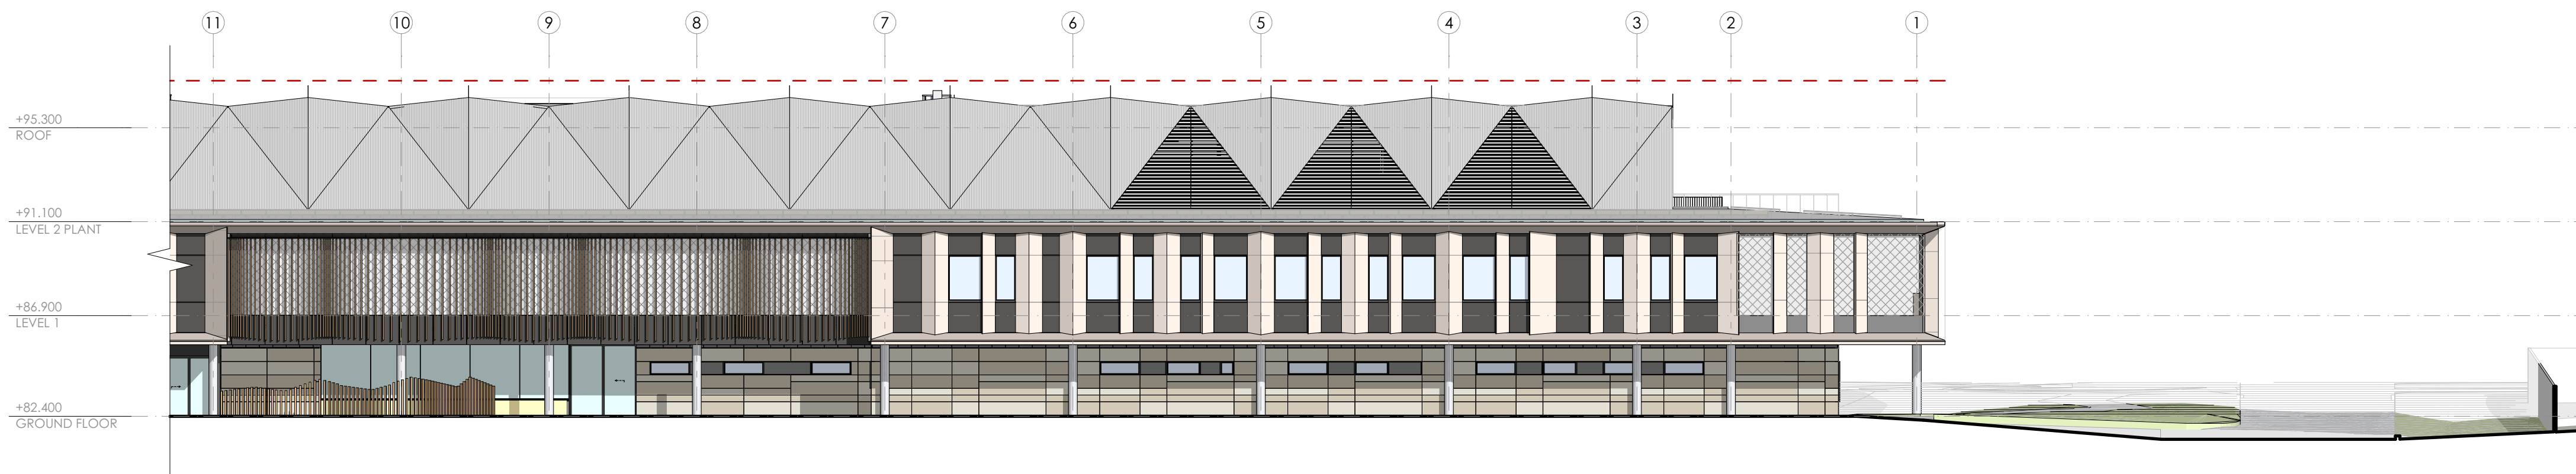 11 10 9 8 7 6 5 4 3 2 1
+95.300
ROOF
+91.100
LEVEL 2 PLANT
+86.900
LEVEL 1
+82.400
GROUND FLOOR